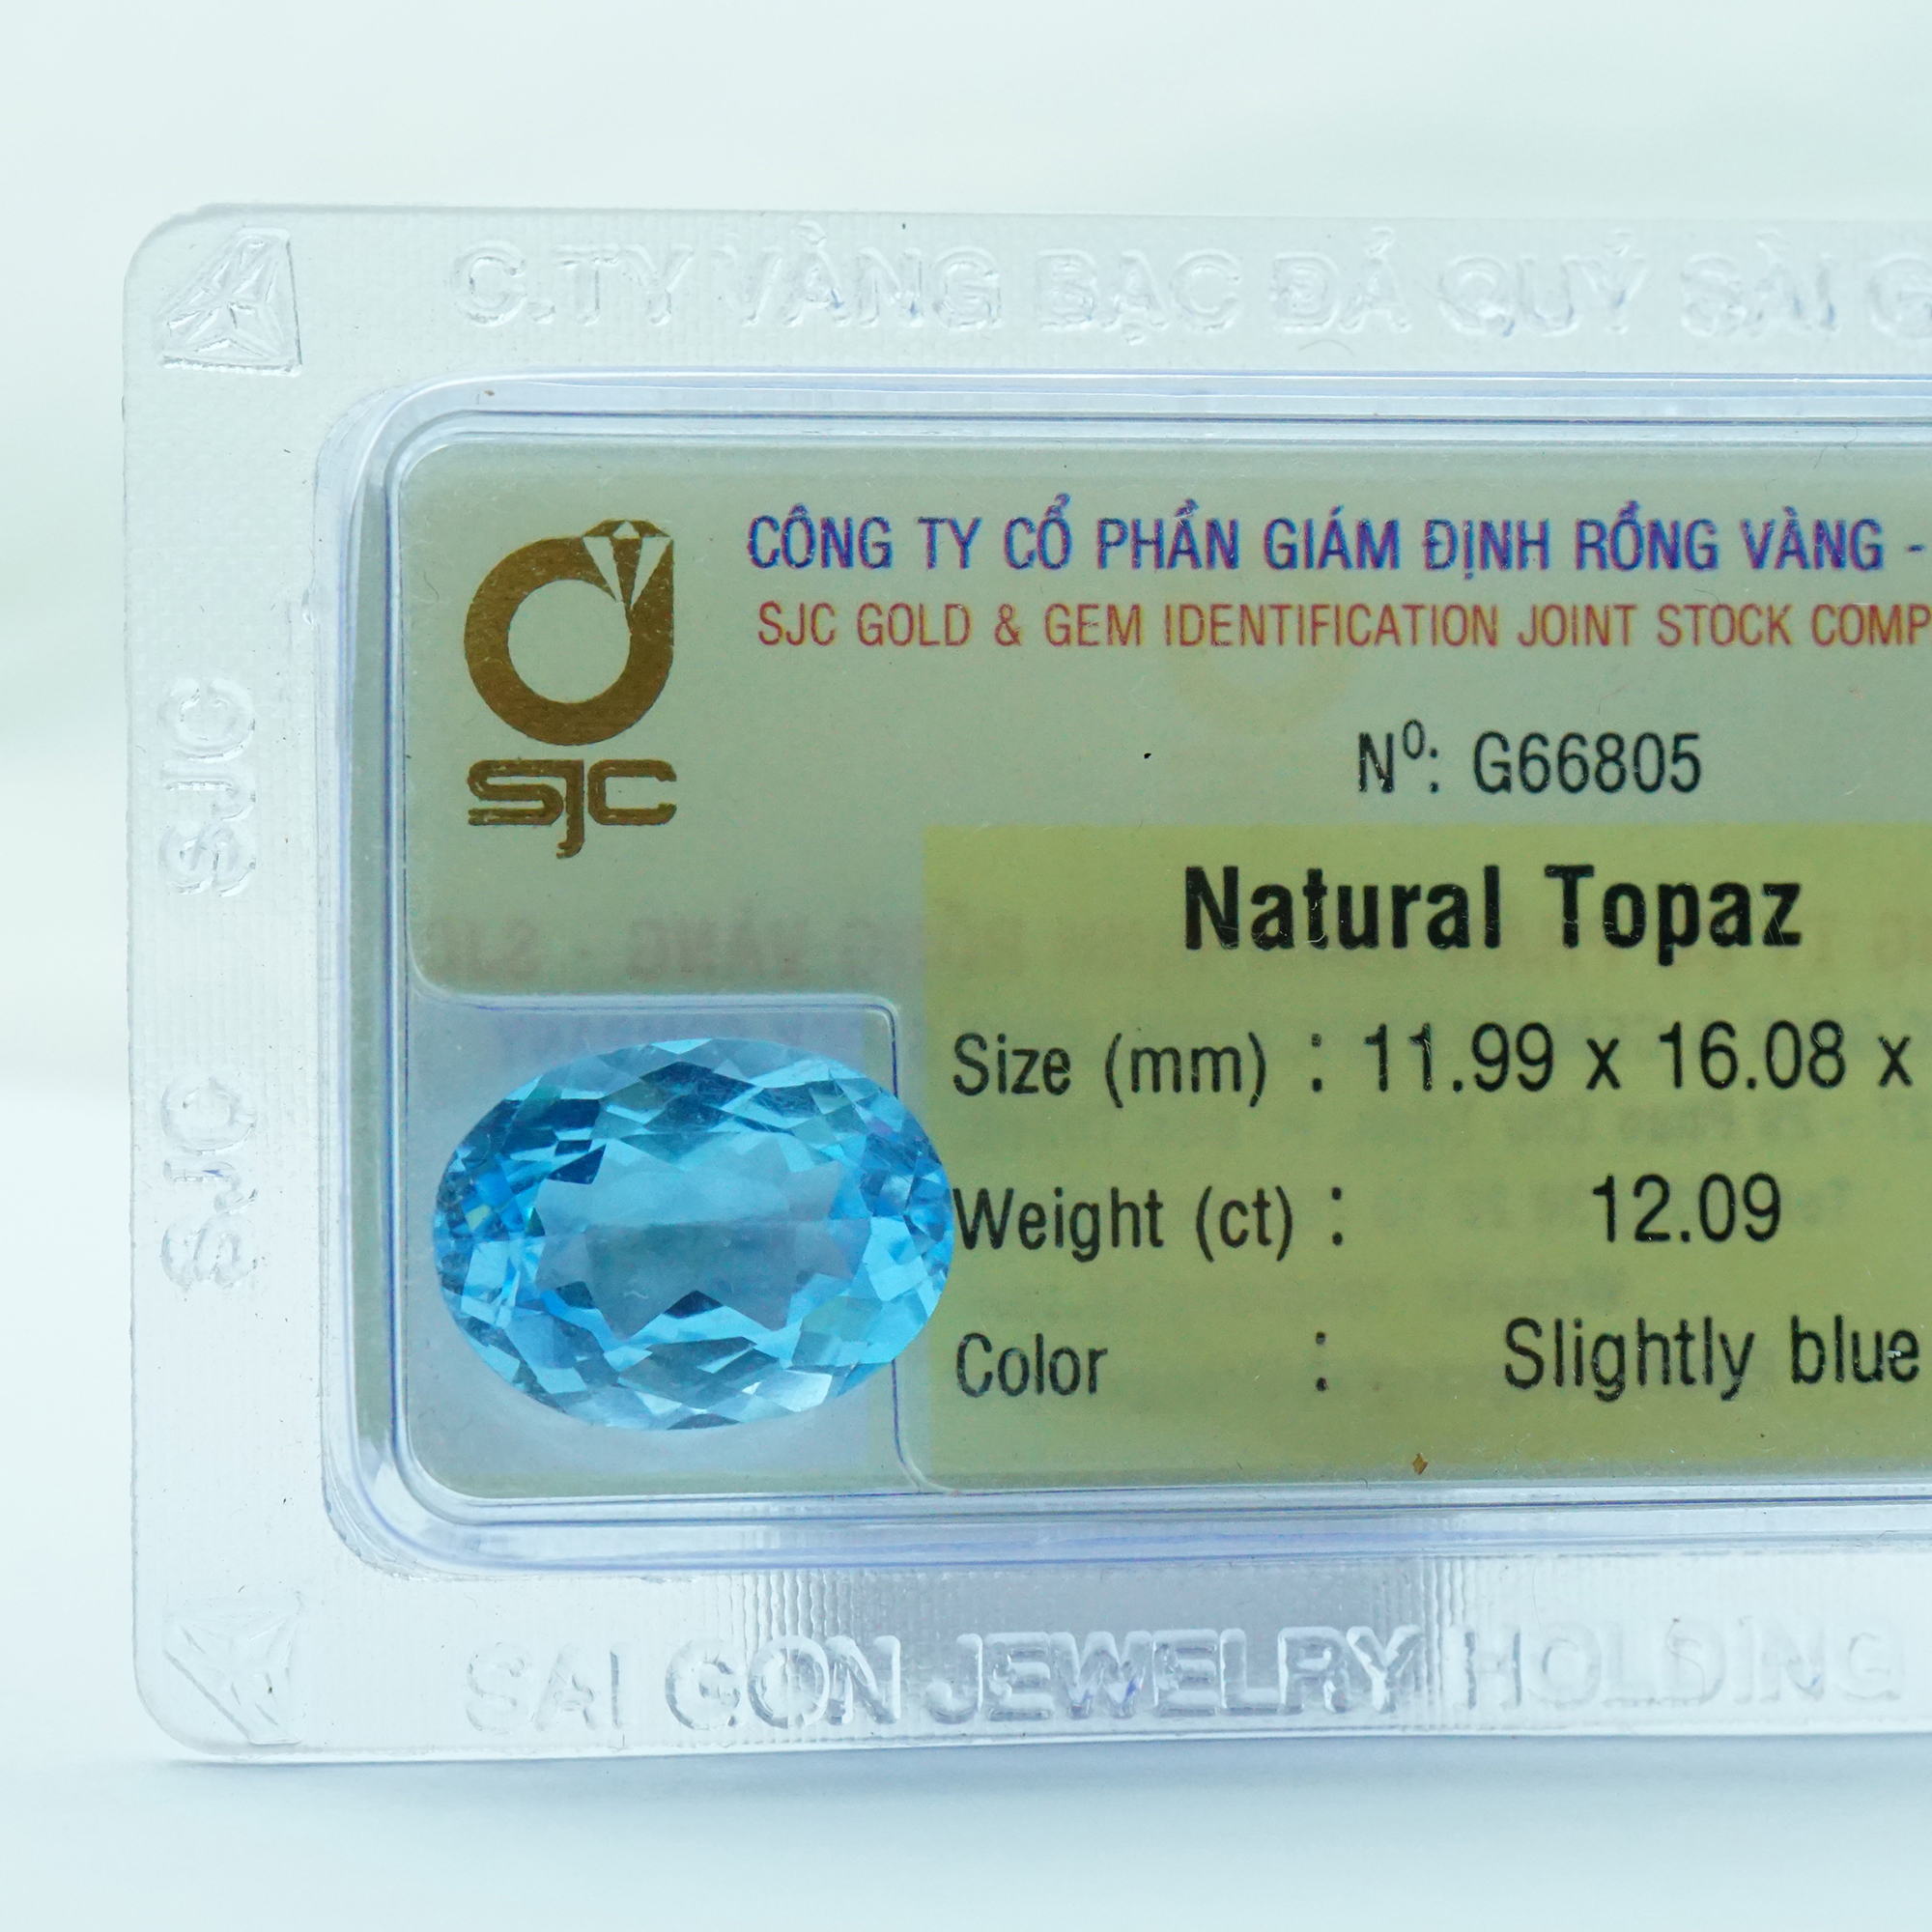 C.TY VÀNG BẠC ĐÁ QUÝ SÀI G
CÔNG TY CỔ PHẦN GIÁM ĐỊNH RỒNG VÀNG -
SJC GOLD & GEM IDENTIFICATION JOINT STOCK COMP
SJC
Nº: G66805
Natural Topaz
Size (mm) : 11.99 x 16.08 x
Weight (ct) : 12.09
Color : Slightly blue
SJC
SJC
SAI GON JEWELRY HOLDING